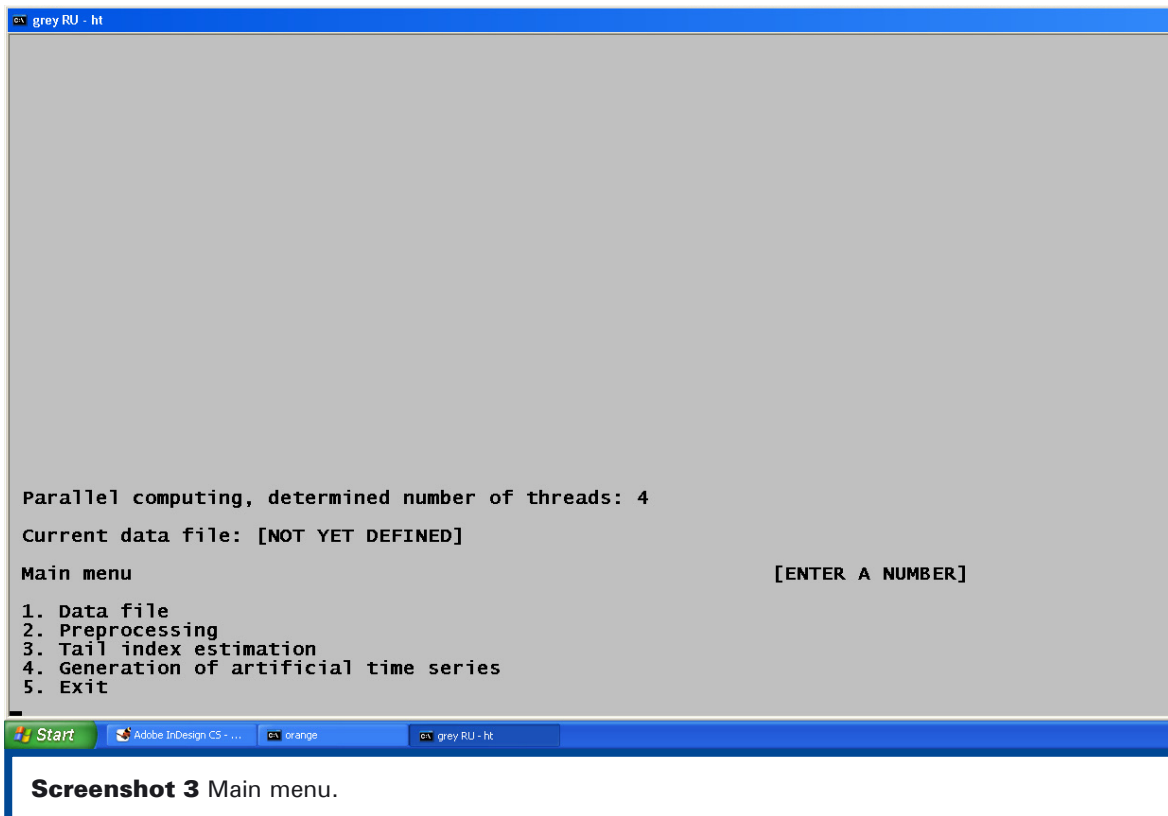 grey RU - ht
Parallel computing, determined number of threads: 4
Current data file: [NOT YET DEFINED]
Main menu [ENTER A NUMBER]
1. Data file
2. Preprocessing
3. Tail index estimation
4. Generation of artificial time series
5. Exit
Start Adobe InDesign CS - ... orange grey RU - ht
Screenshot 3 Main menu.